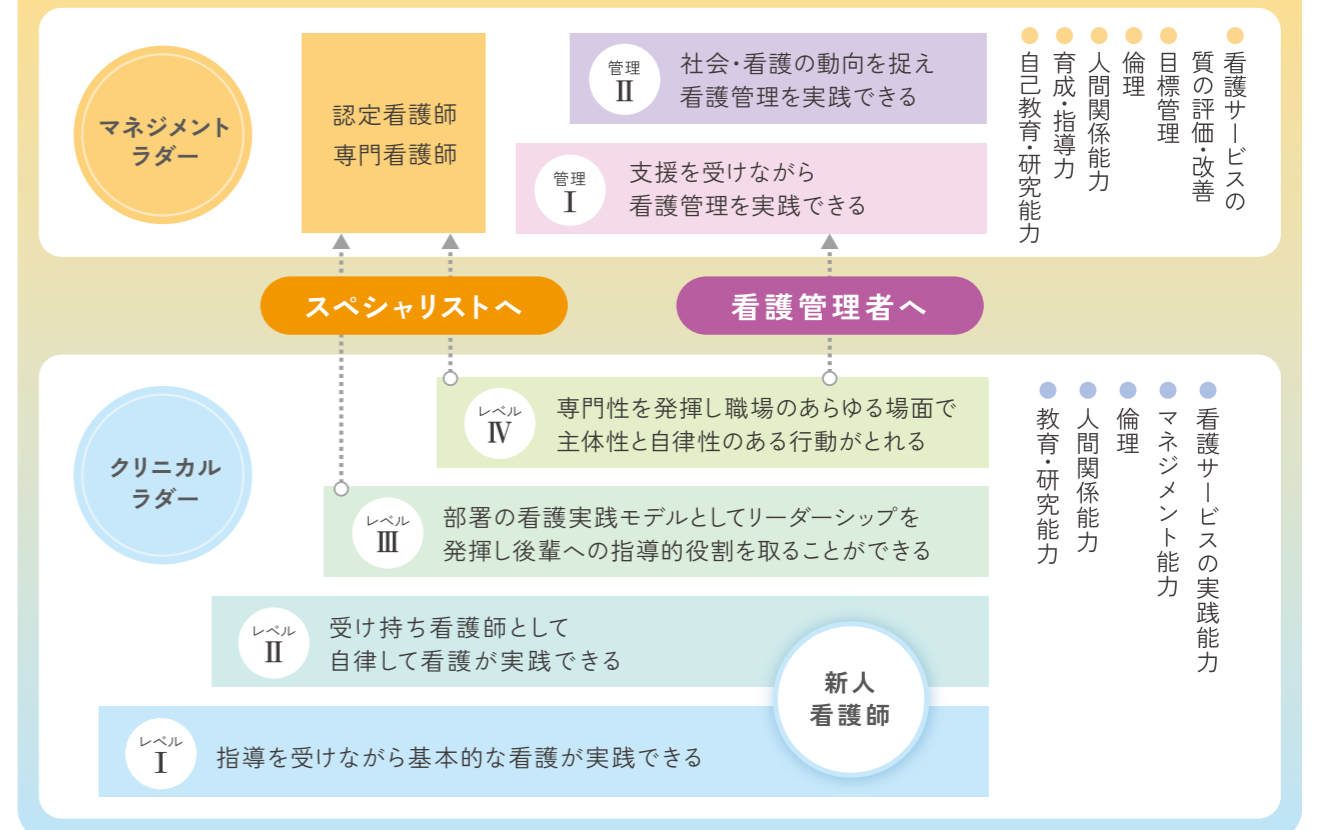 マネジメント
ラダー
認定看護師
専門看護師
管理
Ⅱ
社会・看護の動向を捉え
看護管理を実践できる
管理
Ⅰ
支援を受けながら
看護管理を実践できる
看護サービスの
質の評価・改善
目標管理
倫理
人間関係能力
育成・指導力
自己教育・研究能力
スペシャリストへ
看護管理者へ
クリニカル
ラダー
レベル
Ⅳ
専門性を発揮し職場のあらゆる場面で
主体性と自律性のある行動がとれる
レベル
Ⅲ
部署の看護実践モデルとしてリーダーシップを
発揮し後輩への指導的役割を取ることができる
レベル
Ⅱ
受け持ち看護師として
自律して看護が実践できる
レベル
Ⅰ
指導を受けながら基本的な看護が実践できる
新人
看護師
看護サービスの実践能力
マネジメント能力
倫理
人間関係能力
教育・研究能力